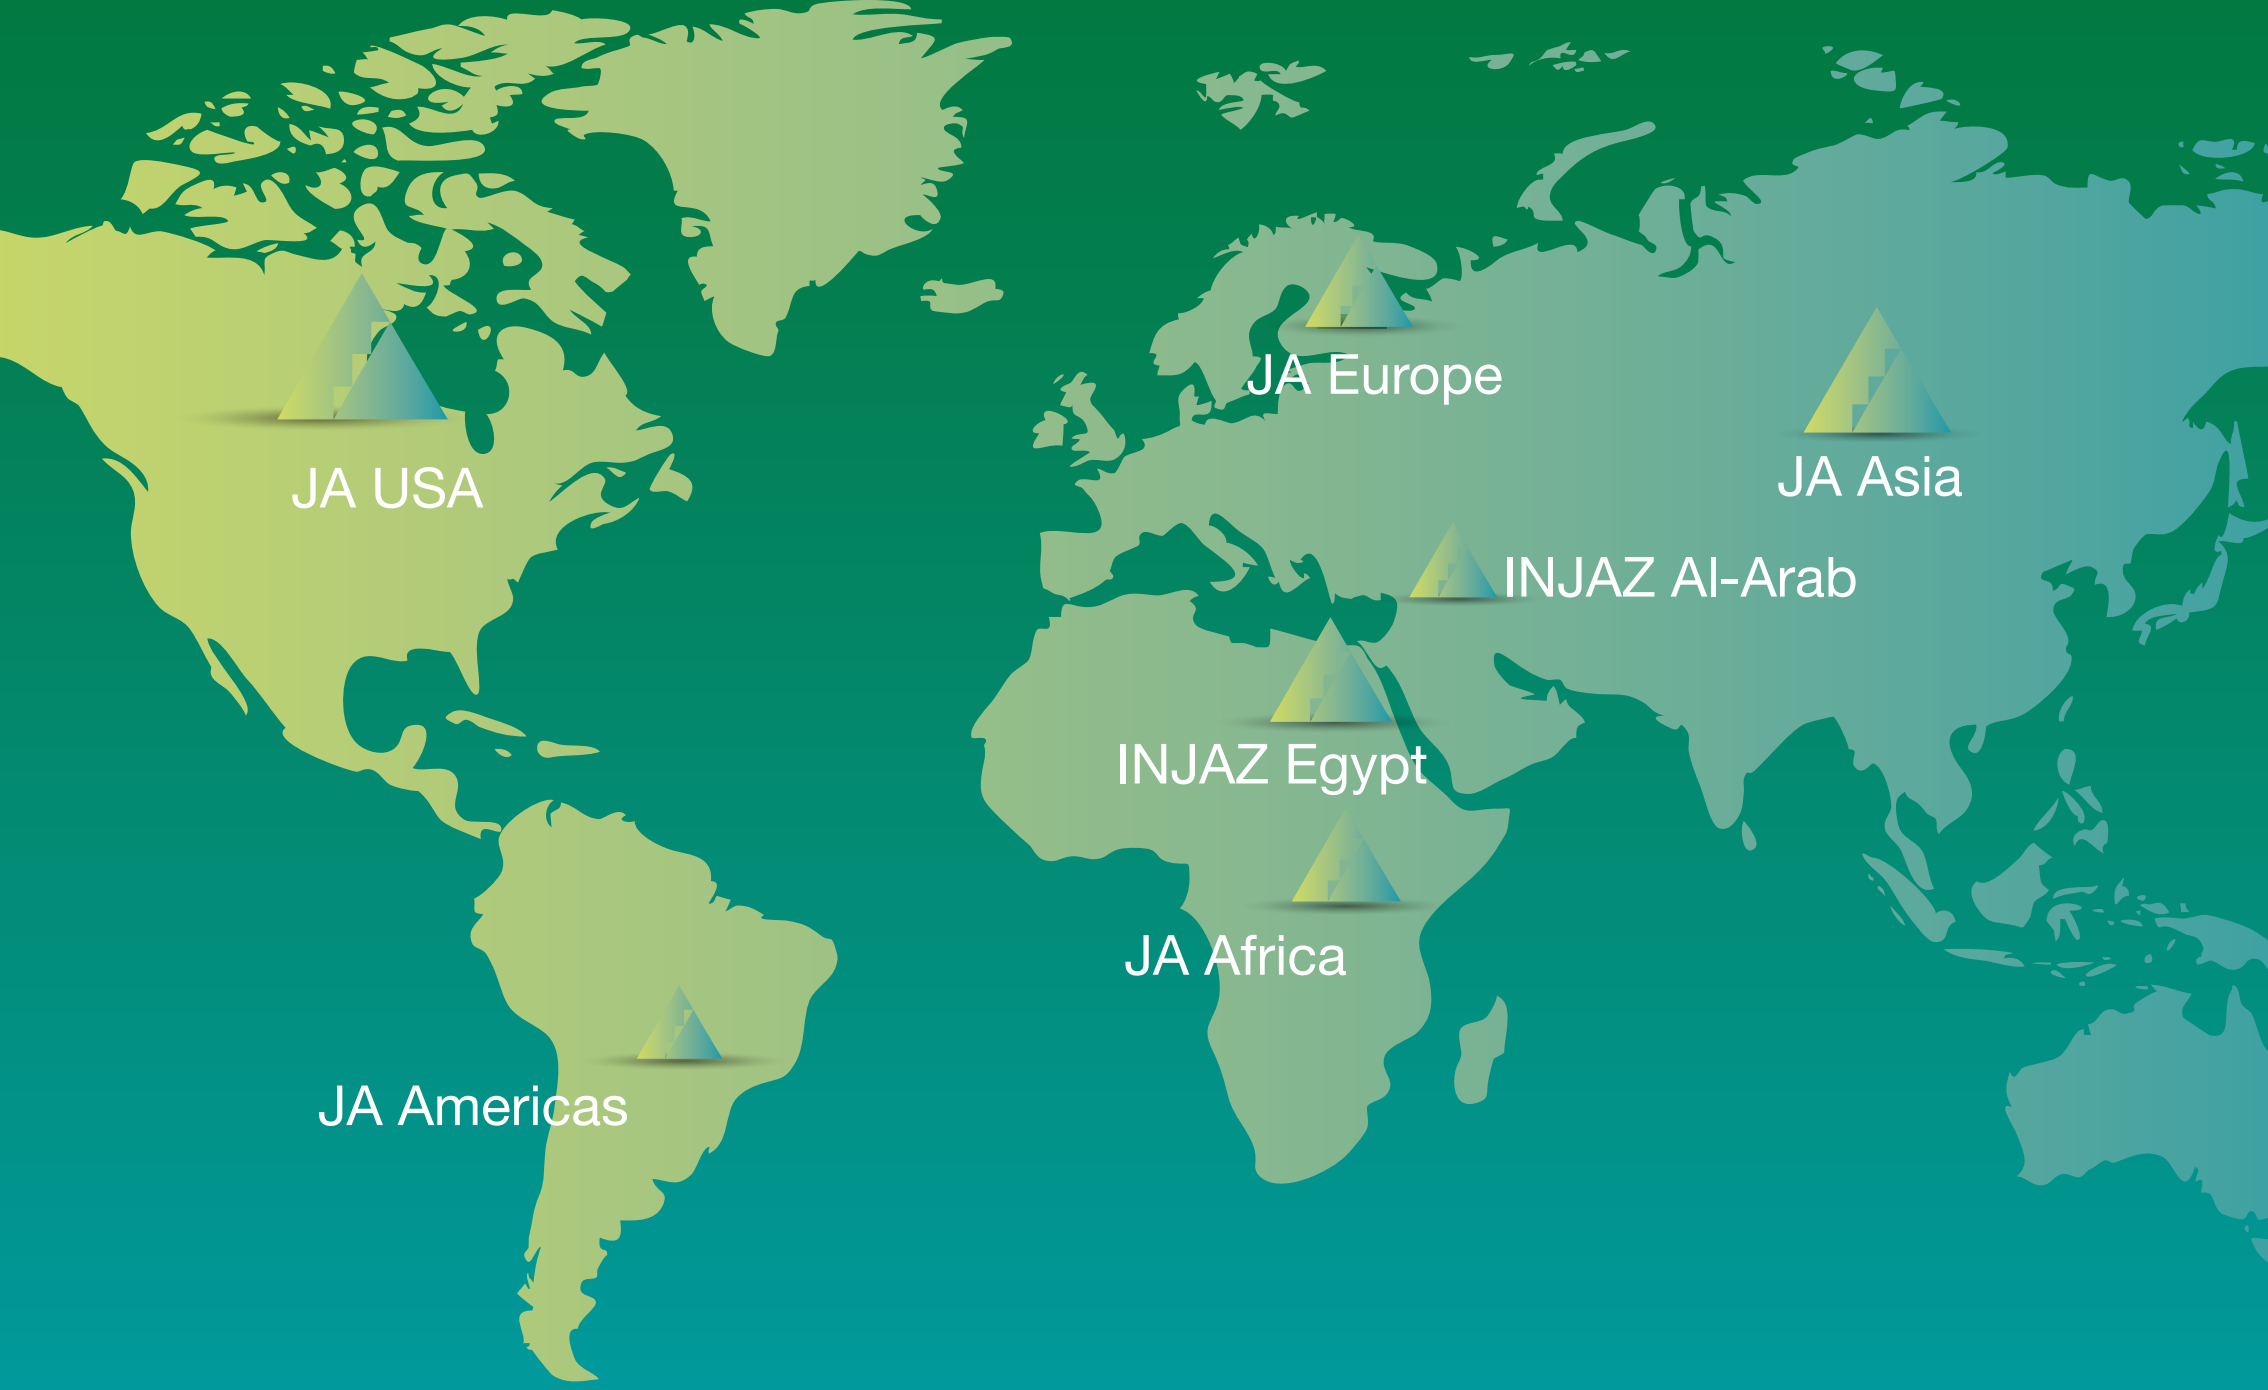 JA Europe
JA Asia
JA USA
INJAZ Al-Arab
INJAZ Egypt
JA Africa
JA Americas